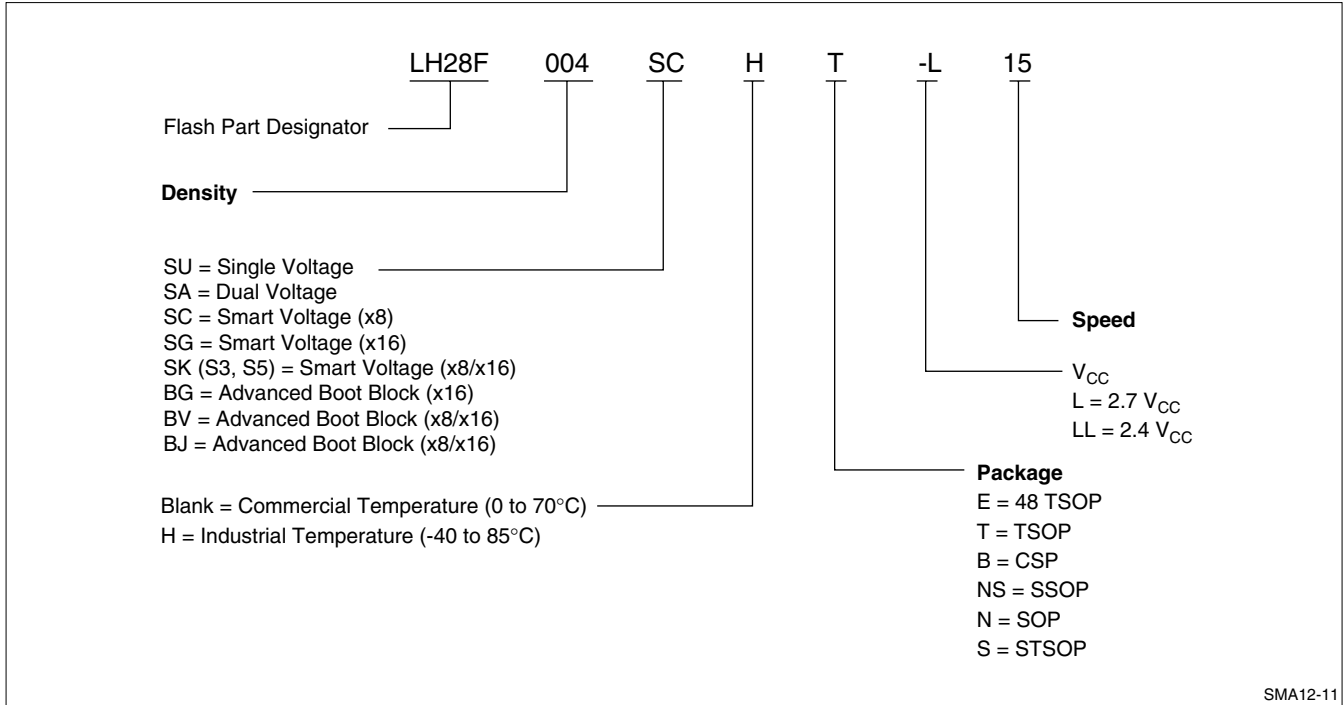 LH28F 004 SC H T -L 15
Flash Part Designator
Density
SU = Single Voltage
SA = Dual Voltage
SC = Smart Voltage (x8)
SG = Smart Voltage (x16)
SK (S3, S5) = Smart Voltage (x8/x16)
BG = Advanced Boot Block (x16)
BV = Advanced Boot Block (x8/x16)
BJ = Advanced Boot Block (x8/x16)
Blank = Commercial Temperature (0 to 70°C)
H = Industrial Temperature (-40 to 85°C)
Speed
VCC
L = 2.7 VCC
LL = 2.4 VCC
Package
E = 48 TSOP
T = TSOP
B = CSP
NS = SSOP
N = SOP
S = STSOP
SMA12-11